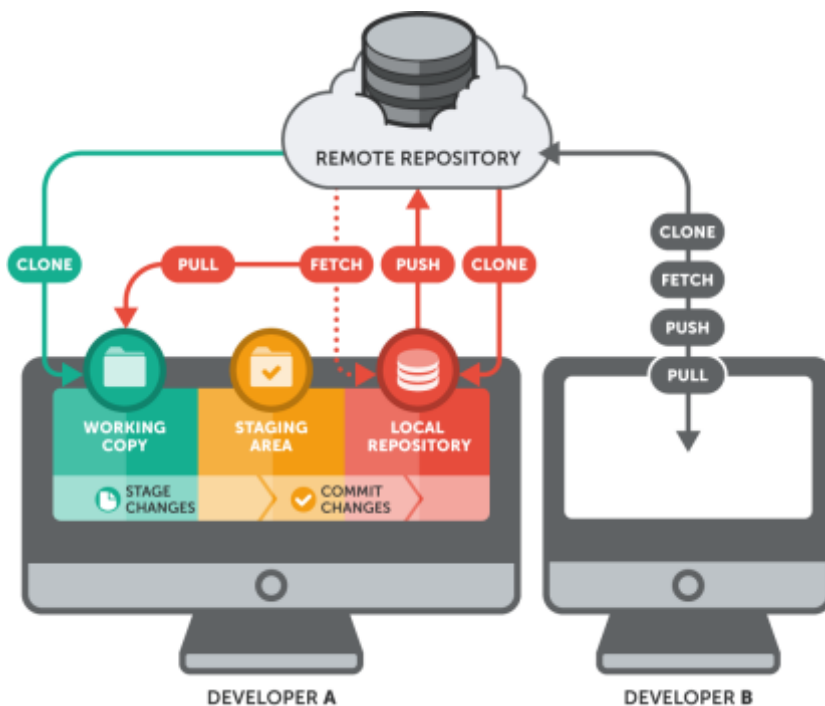 REMOTE REPOSITORY
CLONE
PULL
FETCH
PUSH
CLONE
CLONE
FETCH
PUSH
PULL
WORKING
COPY
STAGING
AREA
LOCAL
REPOSITORY
STAGE
CHANGES
COMMIT
CHANGES
DEVELOPER A
DEVELOPER B